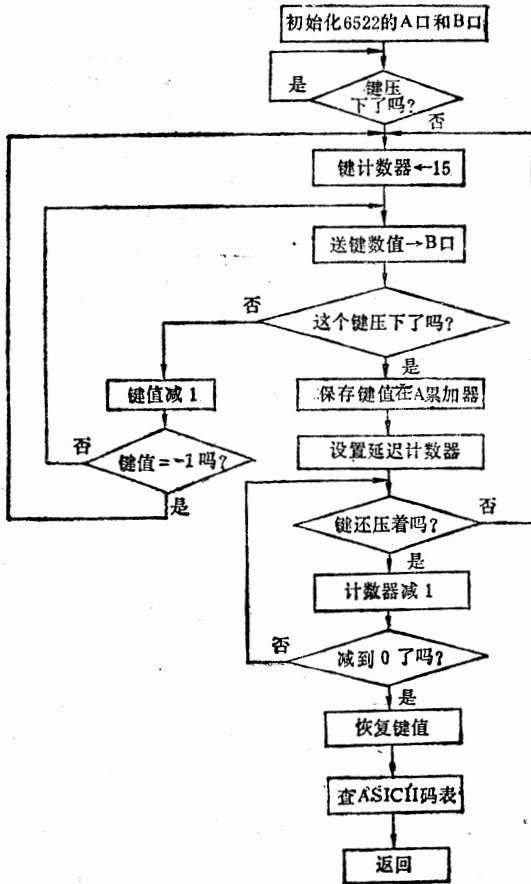 初始化6522的A口和B口
键压
下了吗?
是
否
键计数器←15
送键数值→B口
这个键压下了吗?
否
是
键值减1
保存键值在A累加器
设置延迟计数器
键值=-1吗?
否
是
键还压着吗?
否
是
计数器减1
减到0了吗?
否
是
恢复键值
查ASICII码表
返回